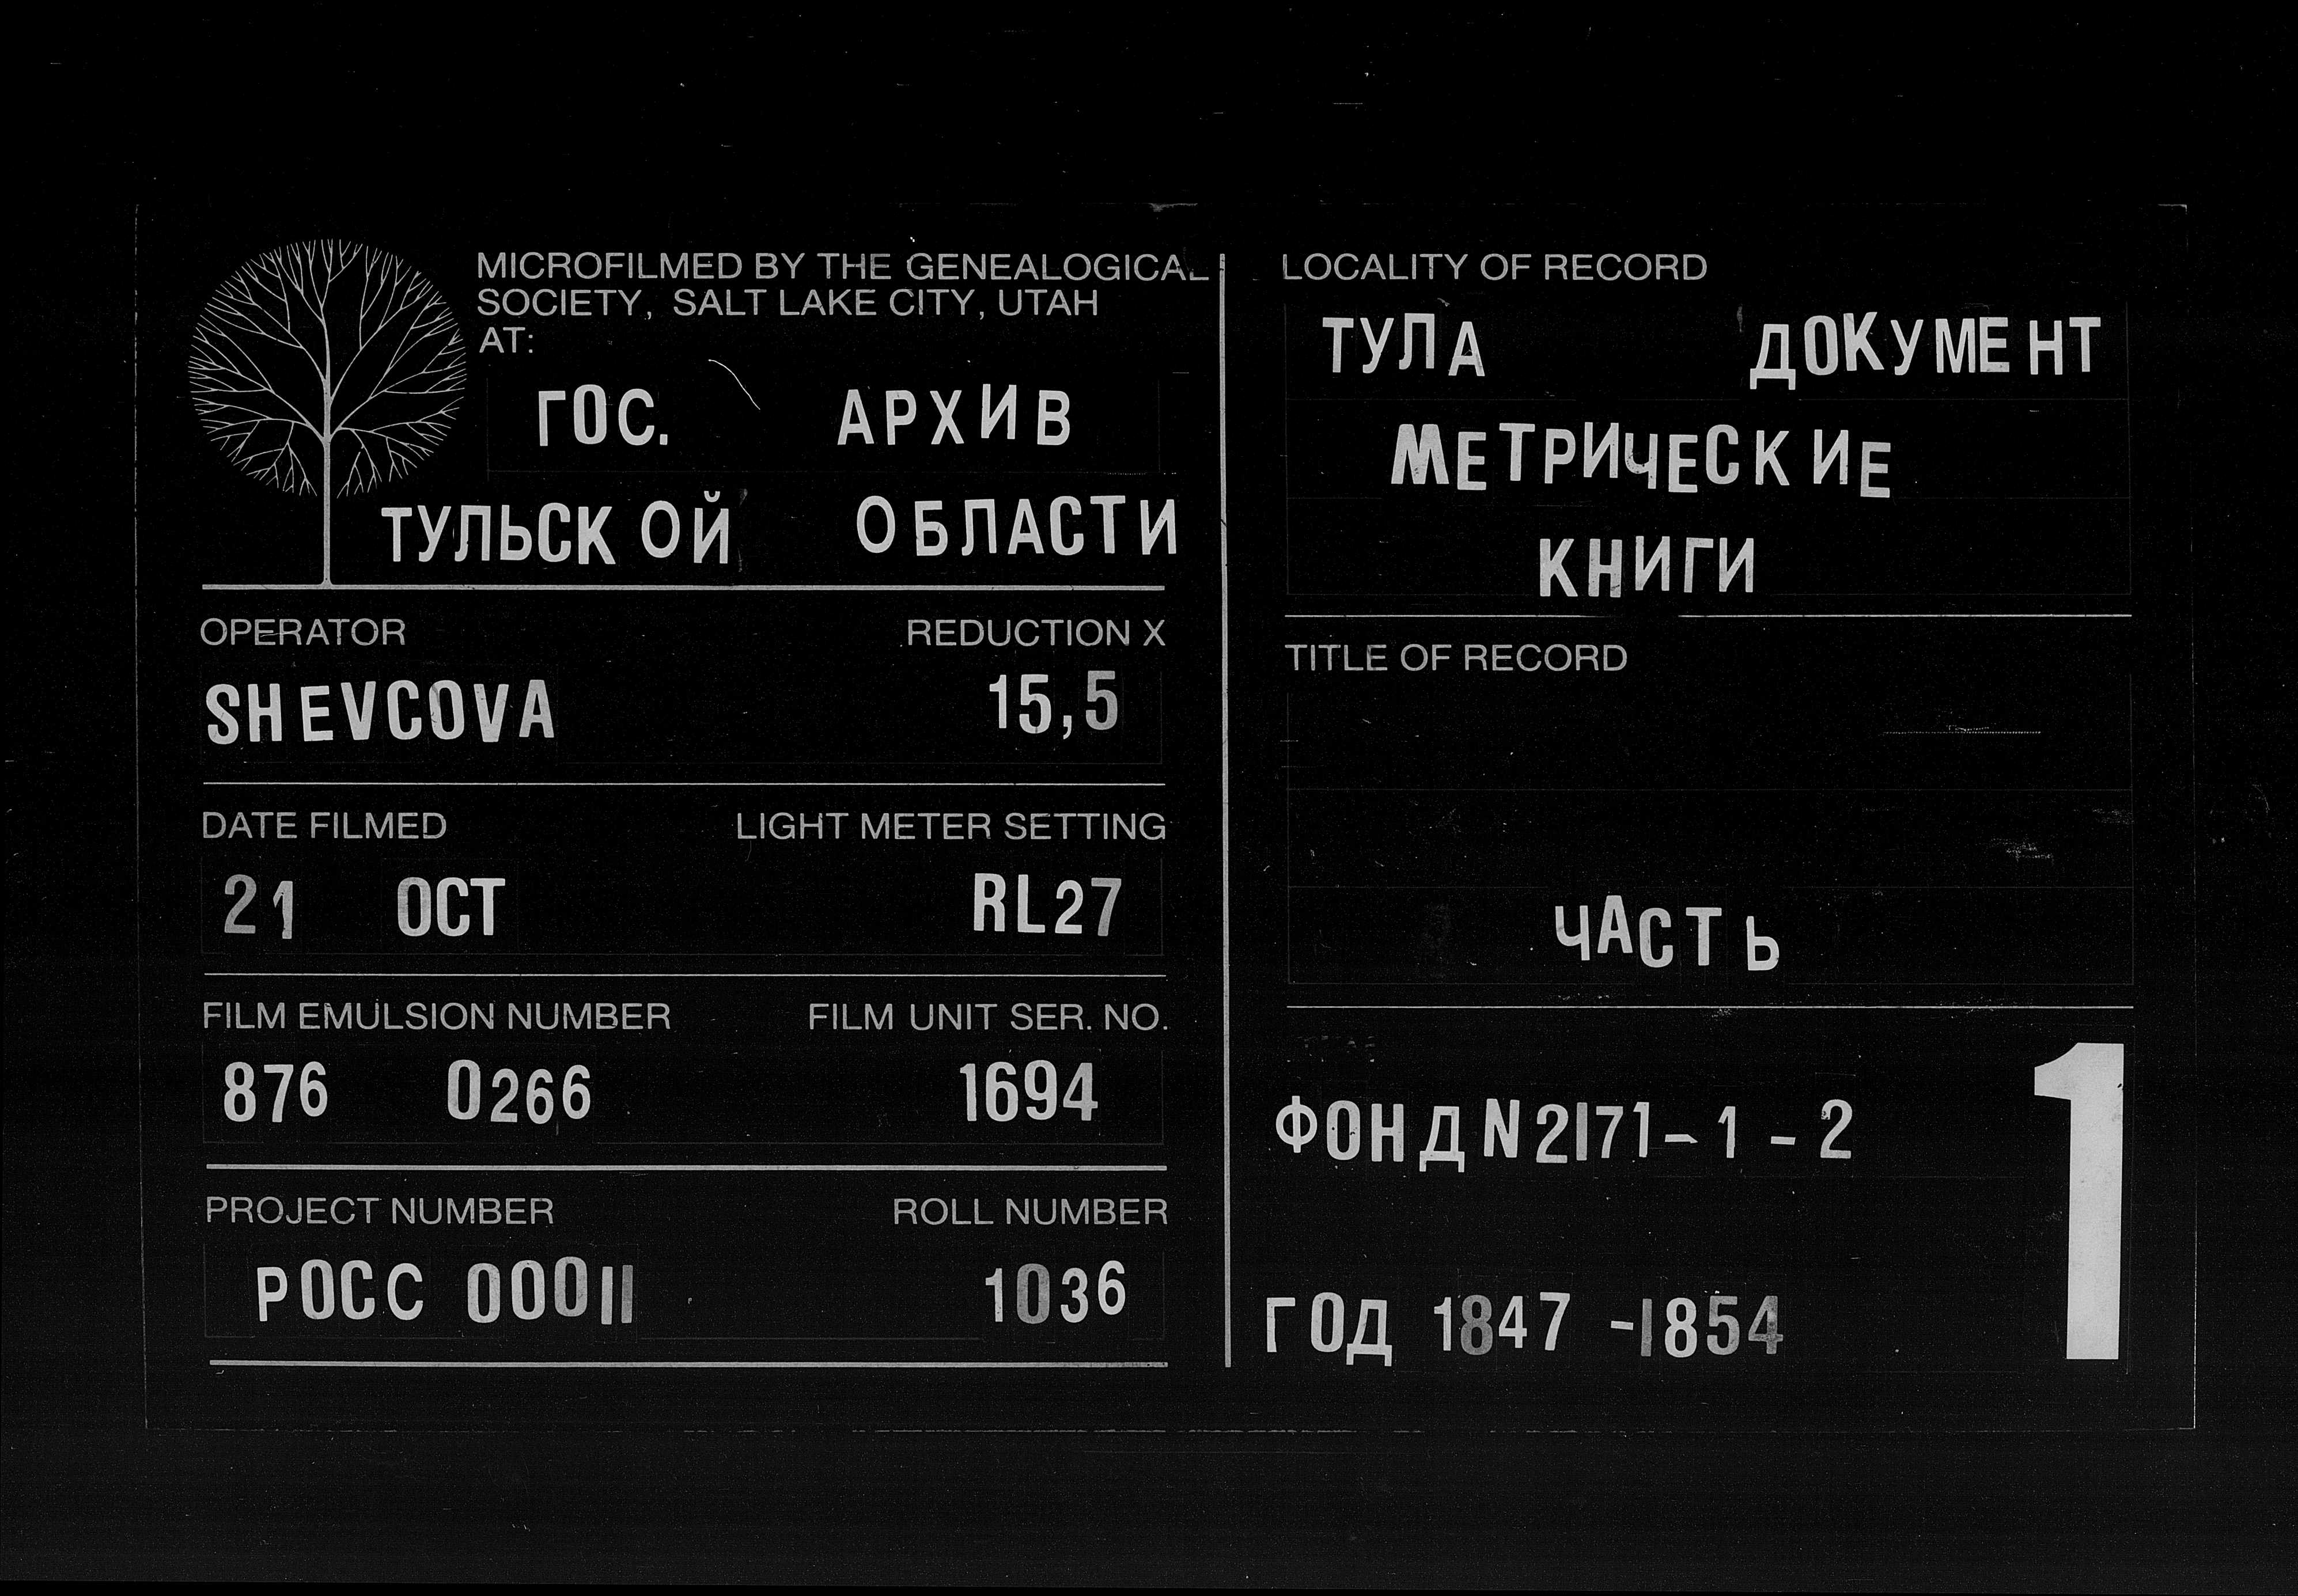 MICROFILMED BY THE GENEALOGICAL
SOCIETY, SALT LAKE CITY, UTAH
AT:
ГОС. АРХИВ
ТУЛЬСКОЙ ОБЛАСТИ
OPERATOR REDUCTION X
SHEVCOVA 15,5
DATE FILMED LIGHT METER SETTING
21 OCT RL27
FILM EMULSION NUMBER FILM UNIT SER. NO.
876 0266 1694
PROJECT NUMBER ROLL NUMBER
РОСС 00011 1036
LOCALITY OF RECORD
ТУЛА ДОКУМЕНТ
МЕТРИЧЕСКИЕ
КНИГИ
TITLE OF RECORD
ЧАСТЬ
1
ФОНД N2171-1-2
ГОД 1847-1854